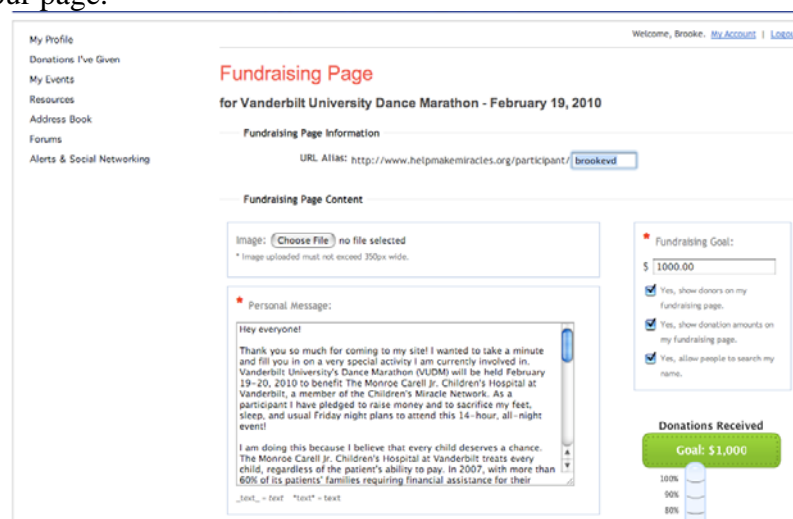 our page.
My Profile
Donations I've Given
My Events
Resources
Address Book
Forums
Alerts & Social Networking
Welcome, Brooke. My Account | Logou
Fundraising Page
for Vanderbilt University Dance Marathon - February 19, 2010
Fundraising Page Information
URL Alias: http://www.helpmakemiracles.org/participant/ brookevd
Fundraising Page Content
Image: Choose File no file selected
* Image uploaded must not exceed 350px wide.
* Personal Message:
Hey everyone!
Thank you so much for coming to my site! I wanted to take a minute
and fill you in on a very special activity I am currently involved in.
Vanderbilt University's Dance Marathon (VUDM) will be held February
19-20, 2010 to benefit The Monroe Carell Jr. Children's Hospital at
Vanderbilt, a member of the Children's Miracle Network. As a
participant I have pledged to raise money and to sacrifice my feet,
sleep, and usual Friday night plans to attend this 14-hour, all-night
event!
I am doing this because I believe that every child deserves a chance.
The Monroe Carell Jr. Children's Hospital at Vanderbilt treats every
child, regardless of the patient's ability to pay. In 2007, with more than
60% of its patients' families requiring financial assistance for their
_text_ = text *text* = text
* Fundraising Goal:
$ 1000.00
Yes, show donors on my
fundraising page.
Yes, show donation amounts on
my fundraising page.
Yes, allow people to search my
name.
Donations Received
Goal: $1,000
100%
90%
80%